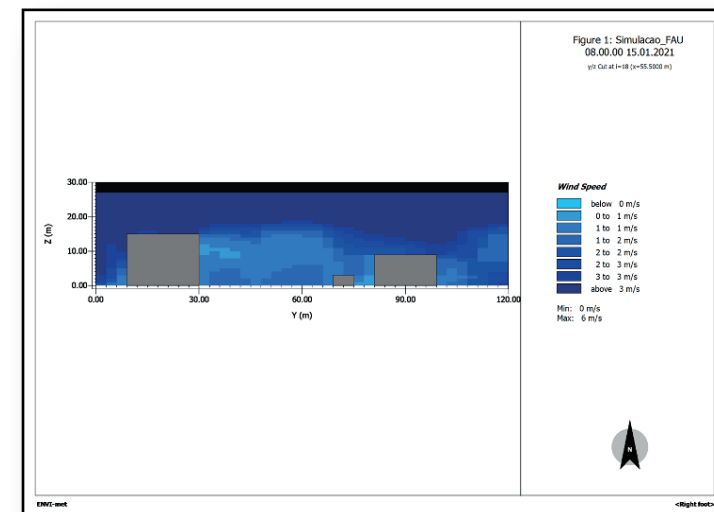 Figure 1: Simulacao_FAU
08.00.00 15.01.2021
y/z Cut at i=18 (x=55.5000 m)
30.00
20.00
10.00
0.00
Z (m)
0.00 30.00 60.00 90.00 120.00
Y (m)
Wind Speed
below 0 m/s
0 to 1 m/s
1 to 1 m/s
1 to 2 m/s
2 to 2 m/s
2 to 3 m/s
3 to 3 m/s
above 3 m/s
Min: 0 m/s
Max: 6 m/s
N
ENVI-met
<Right foot>